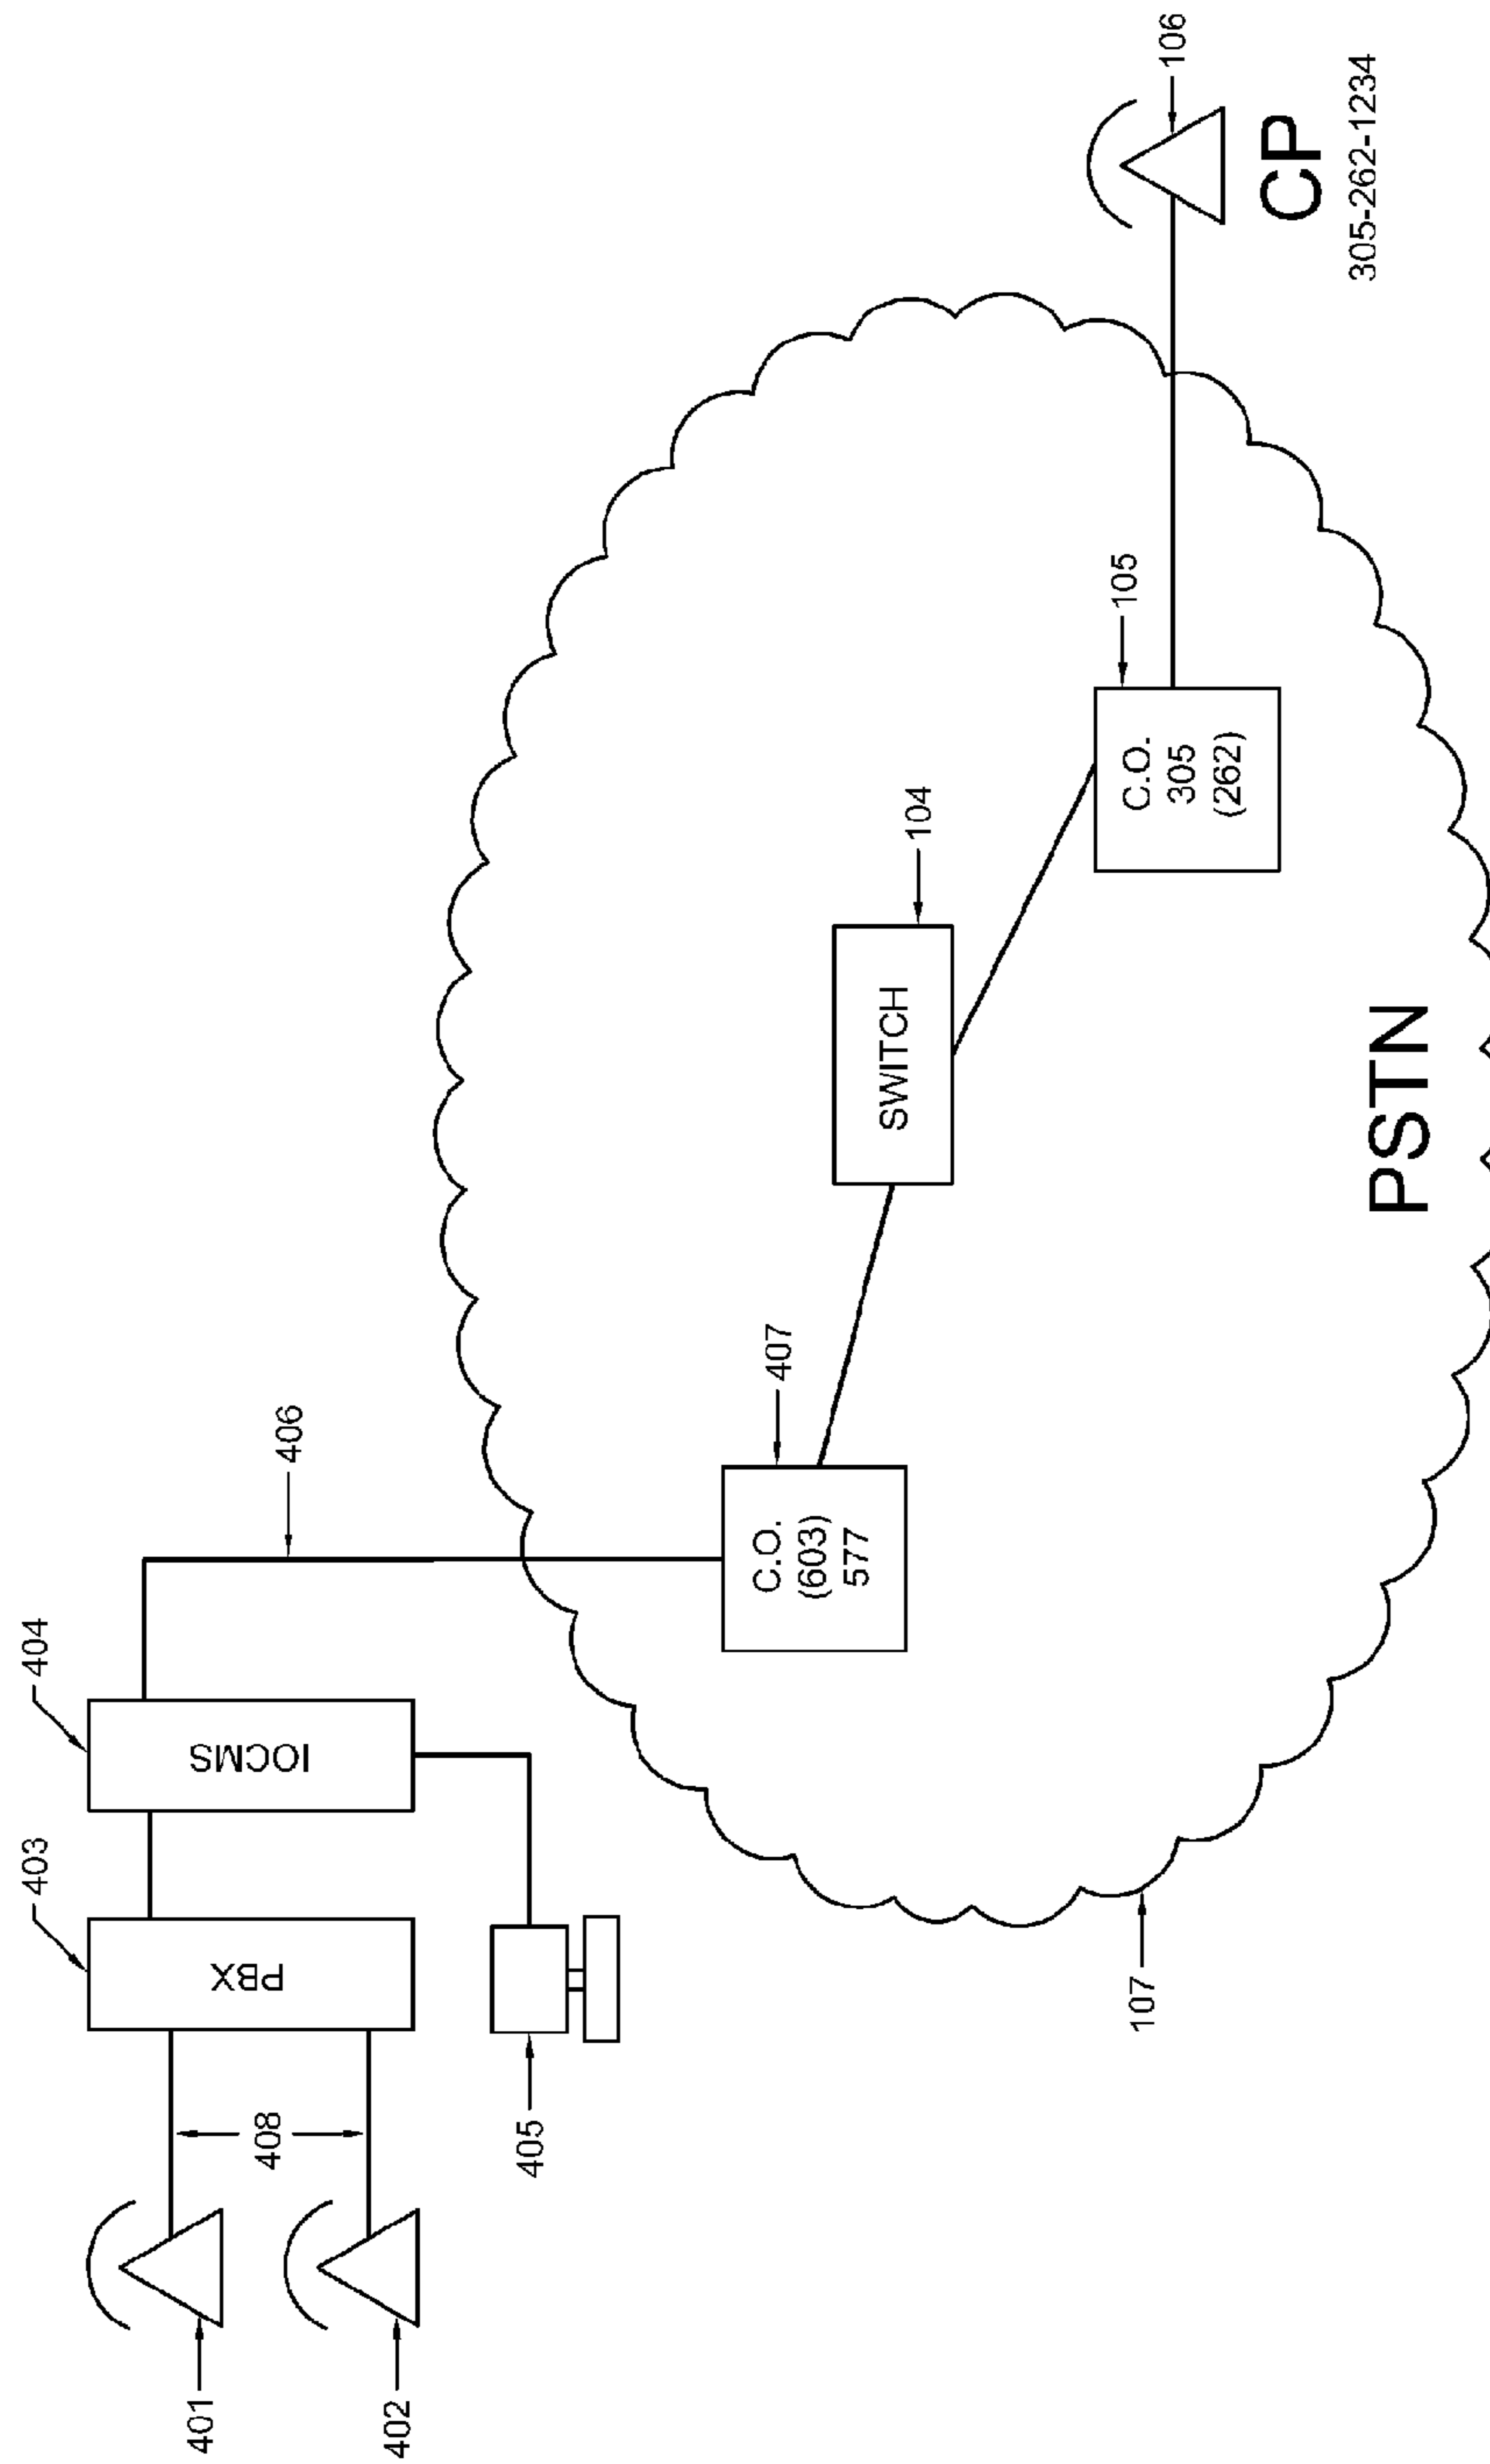 401
402
408
403
PBX
404
IOCMS
405
406
407
C.O.
(603)
577
104
SWITCH
105
C.O.
305
(262)
106
CP
305-262-1234
107
PSTN